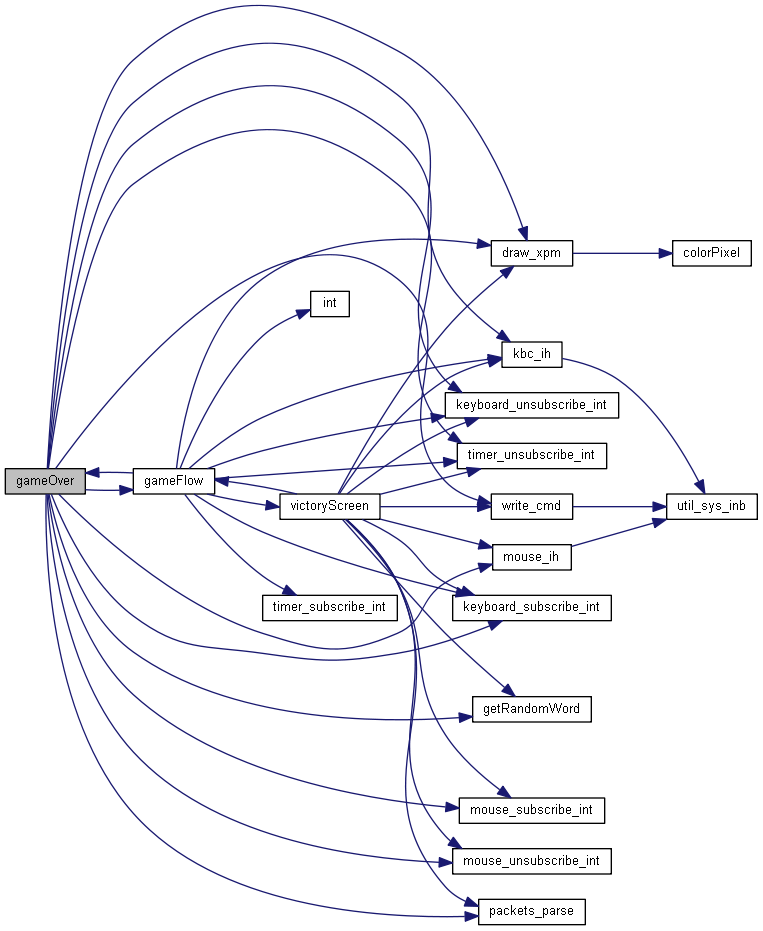 draw_xpm
colorPixel
int
kbc_ih
keyboard_unsubscribe_int
timer_unsubscribe_int
gameOver
gameFlow
victoryScreen
write_cmd
util_sys_inb
mouse_ih
timer_subscribe_int
keyboard_subscribe_int
getRandomWord
mouse_subscribe_int
mouse_unsubscribe_int
packets_parse